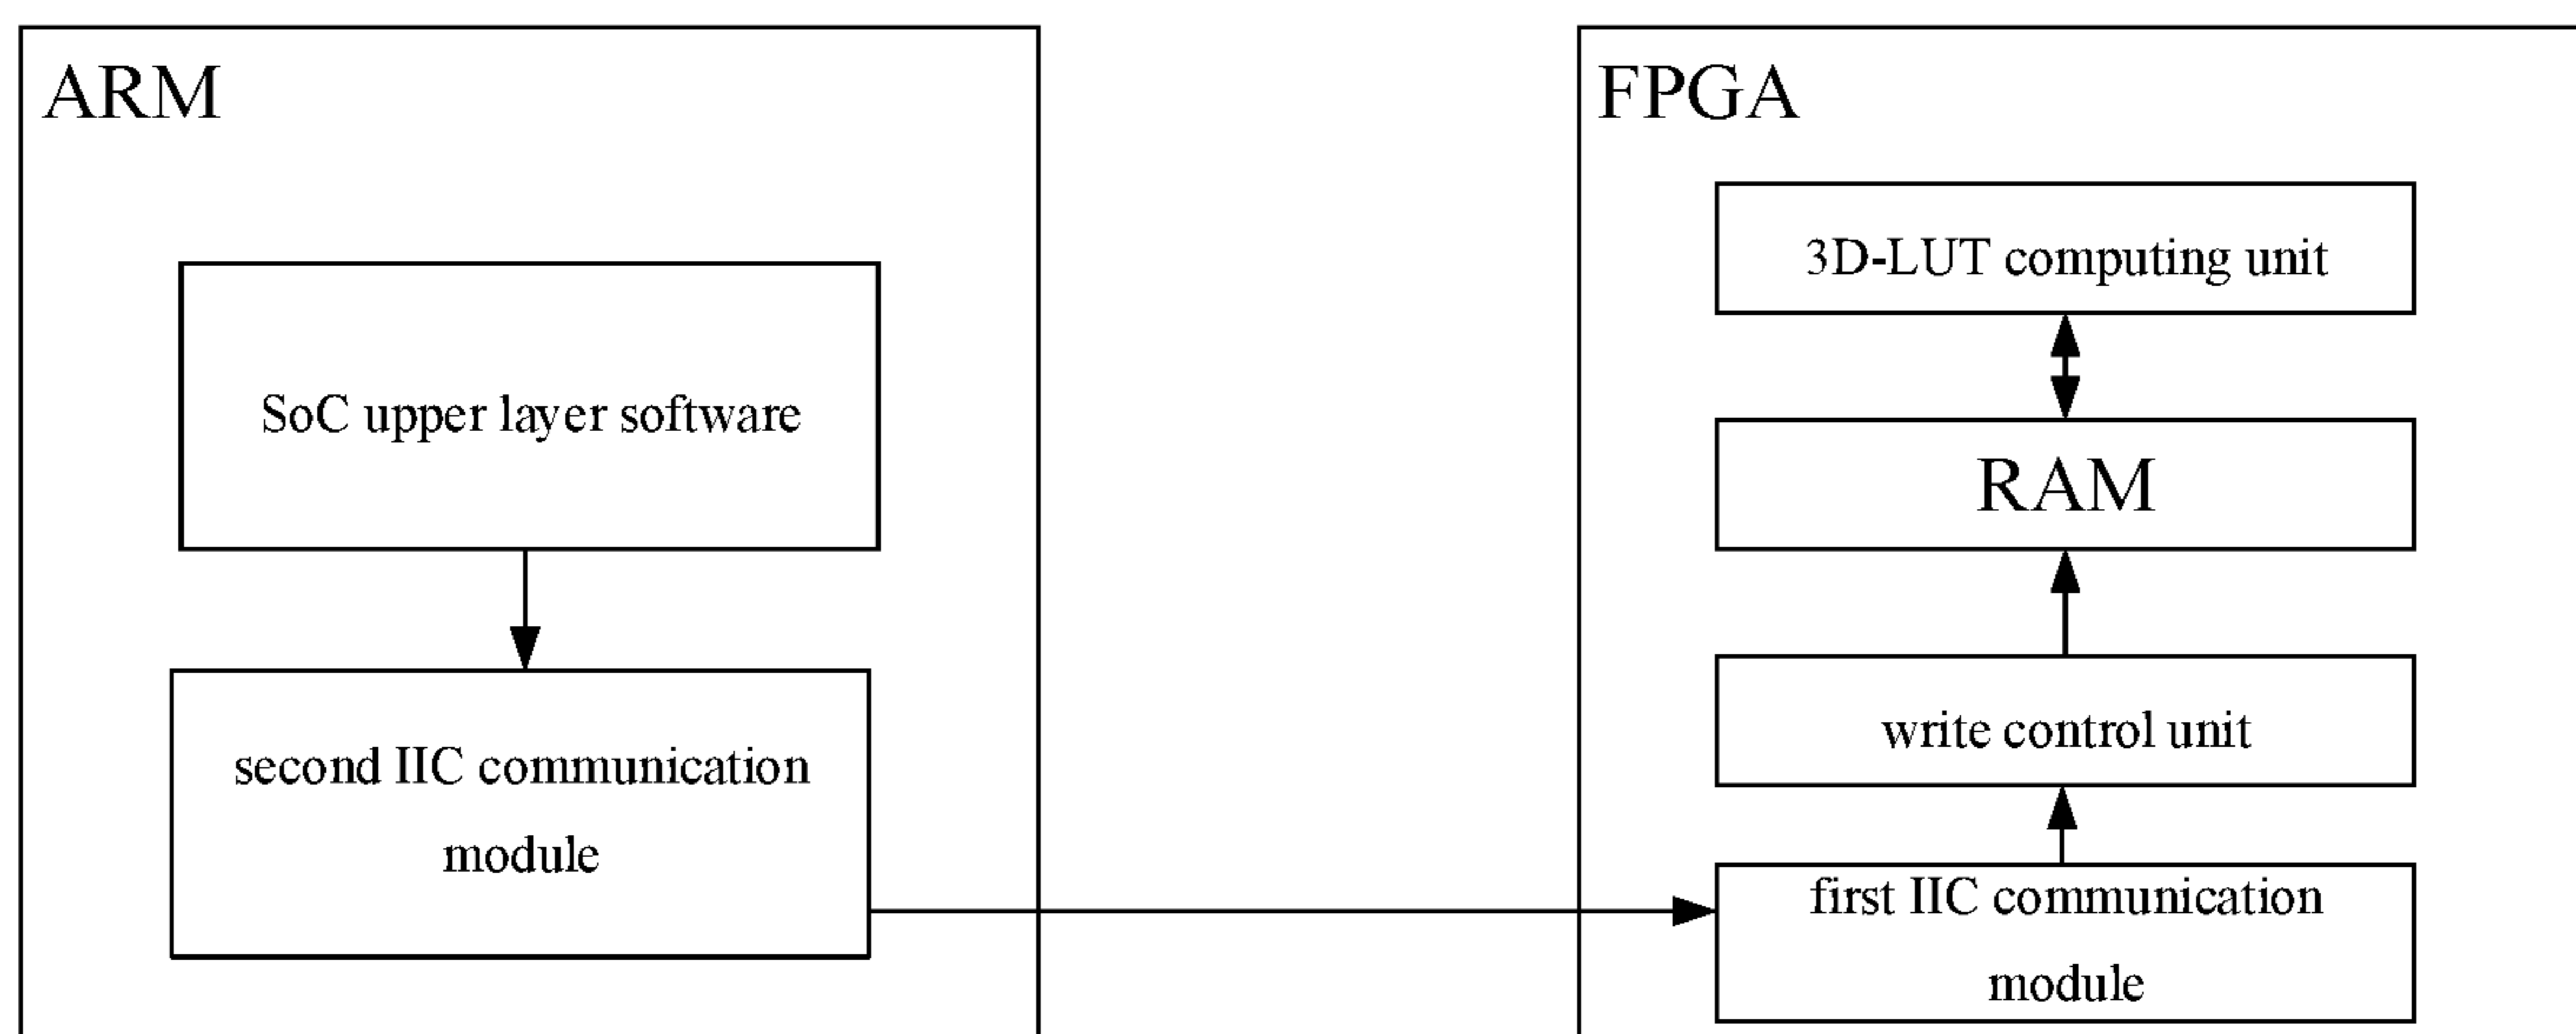 ARM
SoC upper layer software
second IIC communication
module
FPGA
3D-LUT computing unit
RAM
write control unit
first IIC communication
module